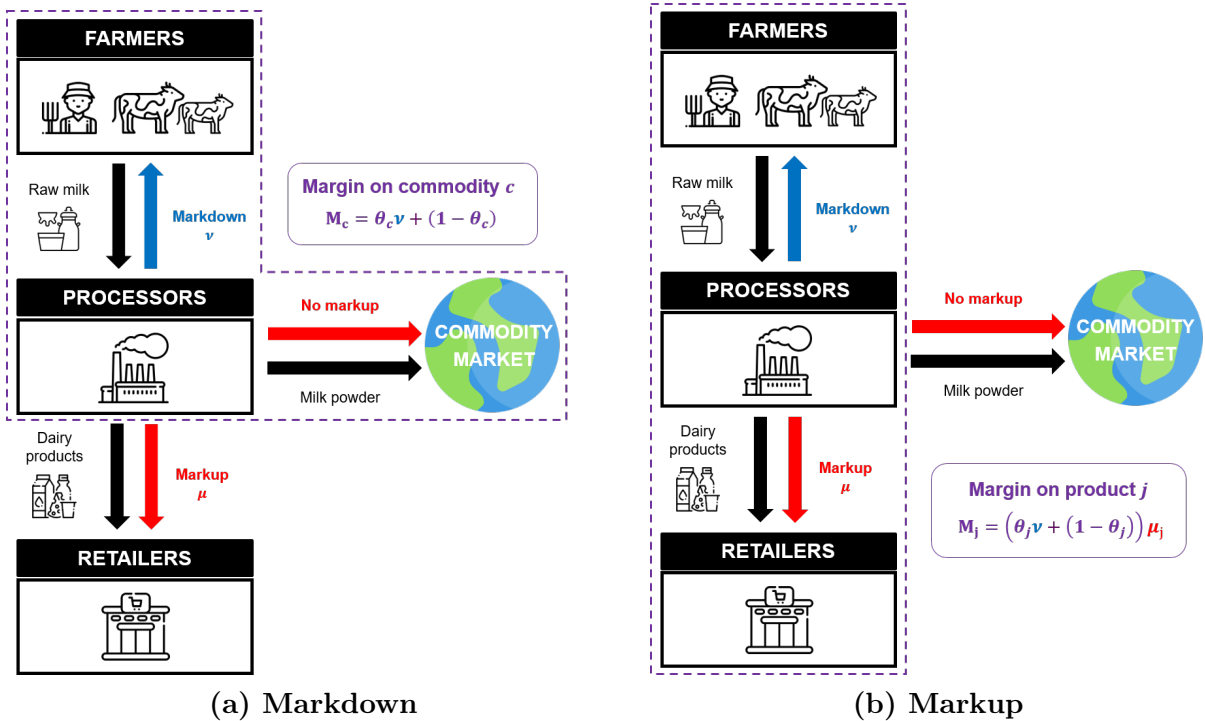 FARMERS
Raw milk
Markdown
ν
Margin on commodity c
M_c = θ_c ν + (1 − θ_c)
PROCESSORS
No markup
COMMODITY
MARKET
Milk powder
Dairy
products
Markup
μ
RETAILERS
(a) Markdown
FARMERS
Raw milk
Markdown
ν
PROCESSORS
No markup
COMMODITY
MARKET
Milk powder
Dairy
products
Markup
μ
Margin on product j
M_j = (θ_j ν + (1 − θ_j)) μ_j
RETAILERS
(b) Markup